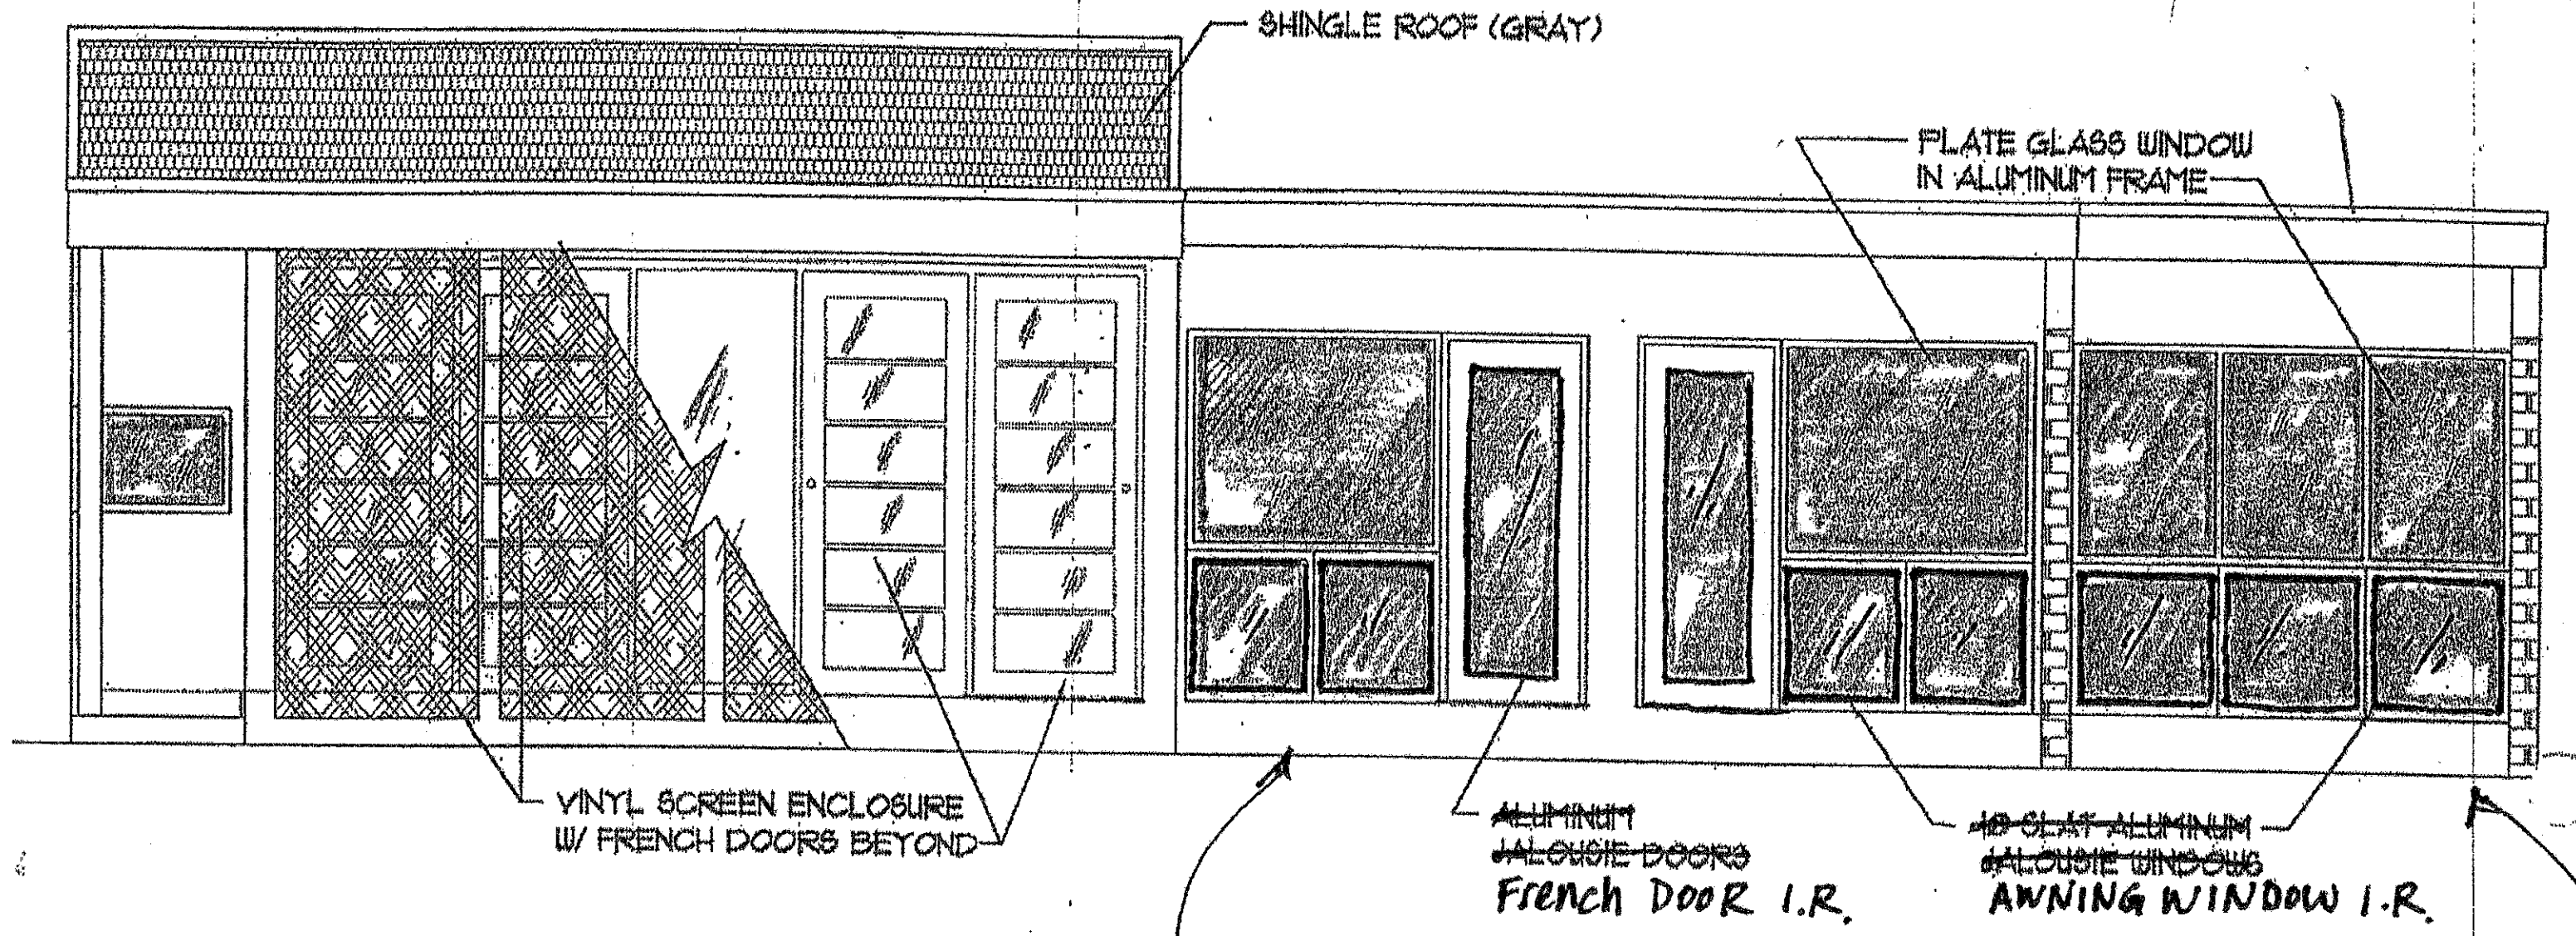 SHINGLE ROOF (GRAY)
PLATE GLASS WINDOW
IN ALUMINUM FRAME
VINYL SCREEN ENCLOSURE
W/ FRENCH DOORS BEYOND
ALUMINUM
JALOUSIE DOORS
French DOOR I.R.
10 SLAT ALUMINUM
JALOUSIE WINDOWS
AWNING WINDOW I.R.